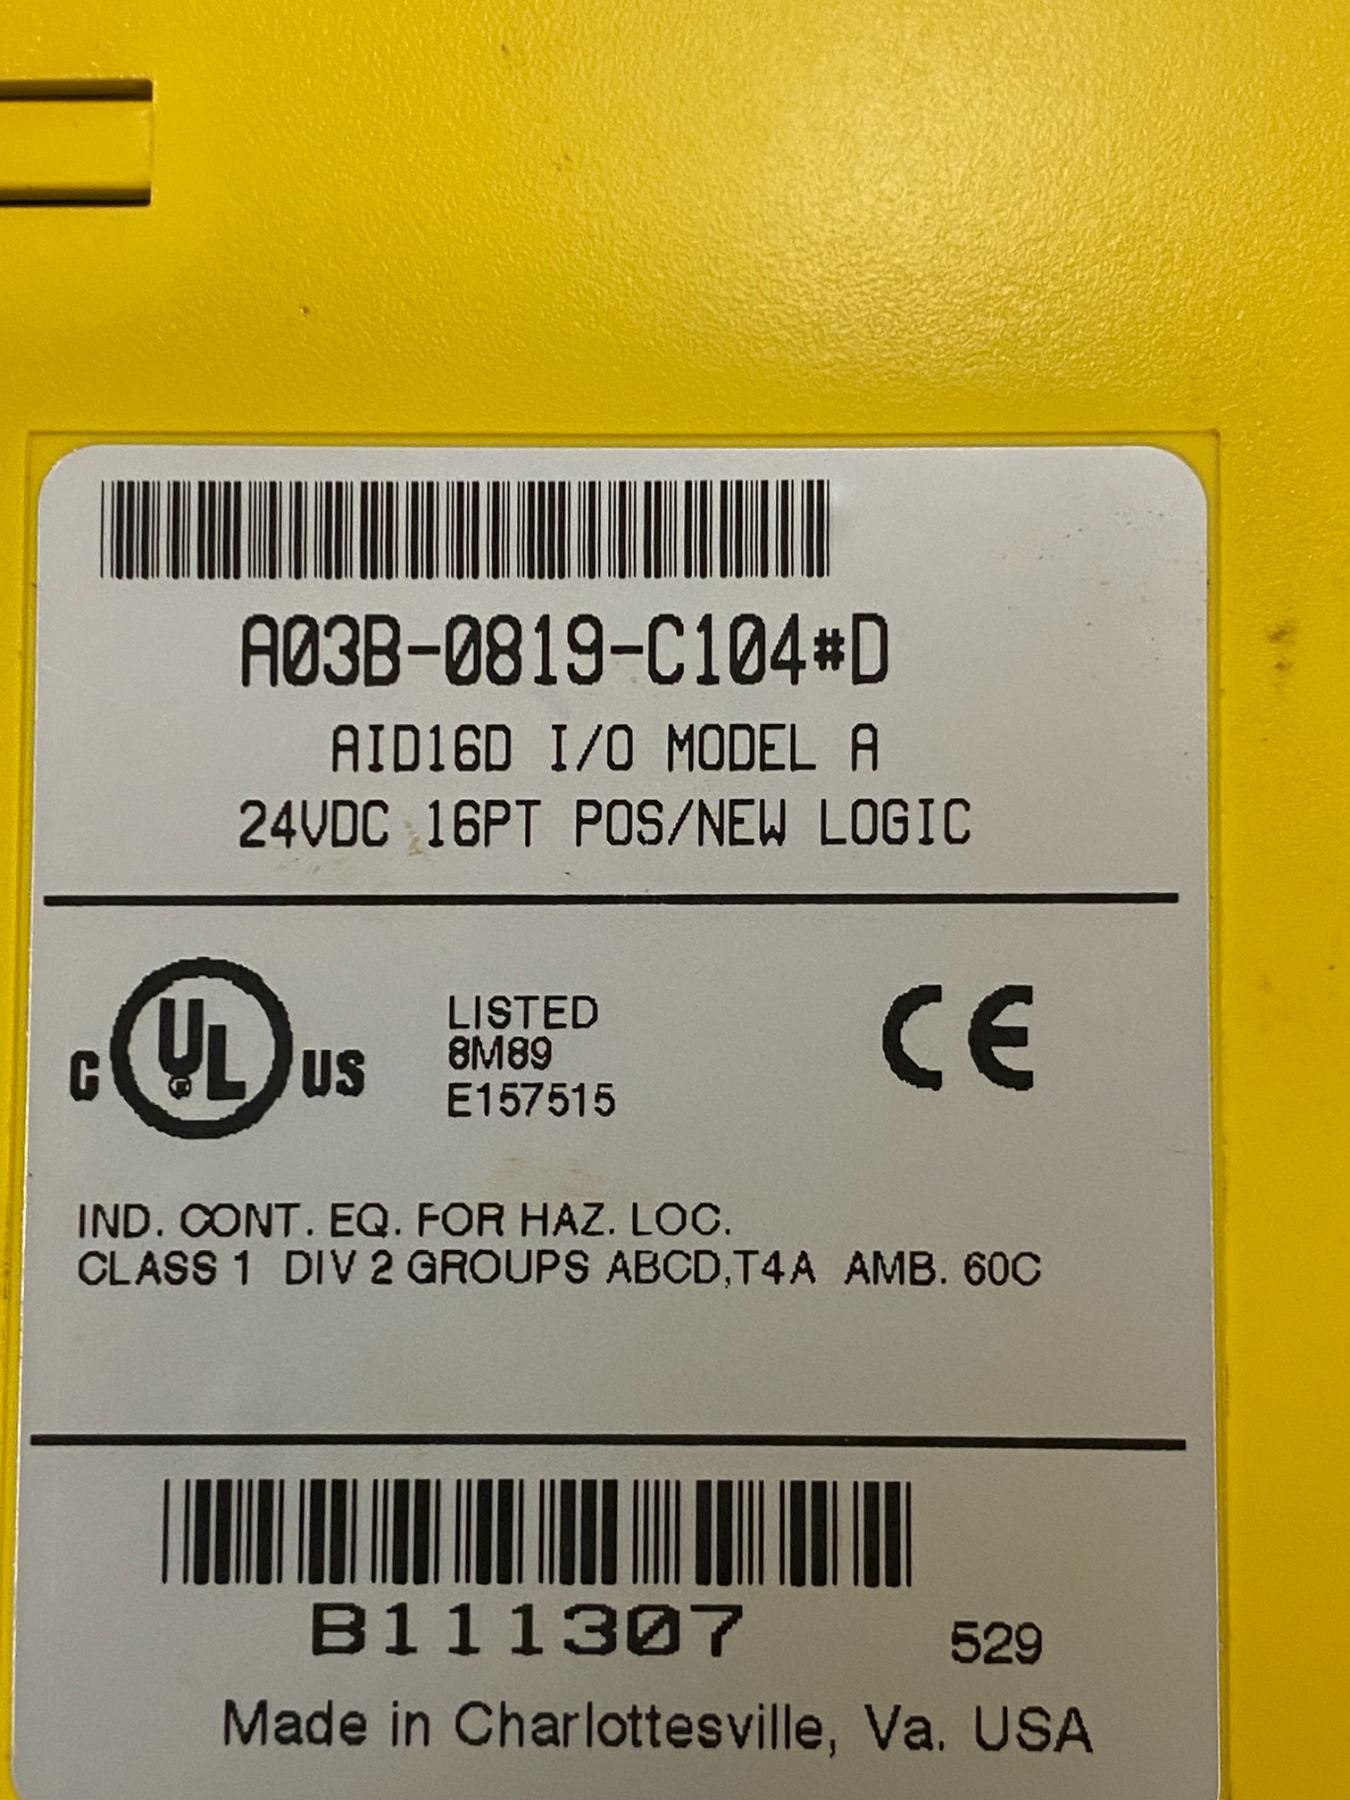 A03B-0819-C104#D
AID16D I/O MODEL A
24VDC 16PT POS/NEW LOGIC
C UL® US
LISTED
8M89
E157515
CE
IND. CONT. EQ. FOR HAZ. LOC.
CLASS 1 DIV 2 GROUPS ABCD,T4A AMB. 60C
B111307 529
Made in Charlottesville, Va. USA